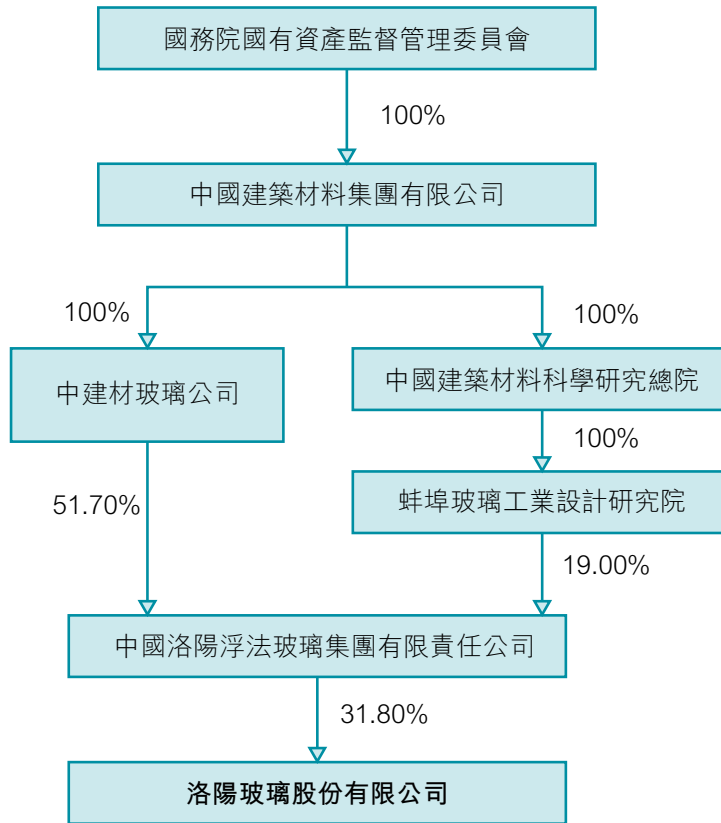 國務院國有資產監督管理委員會
100%
中國建築材料集團有限公司
100%
100%
中建材玻璃公司
中國建築材料科學研究總院
100%
51.70%
蚌埠玻璃工業設計研究院
19.00%
中國洛陽浮法玻璃集團有限責任公司
31.80%
洛陽玻璃股份有限公司